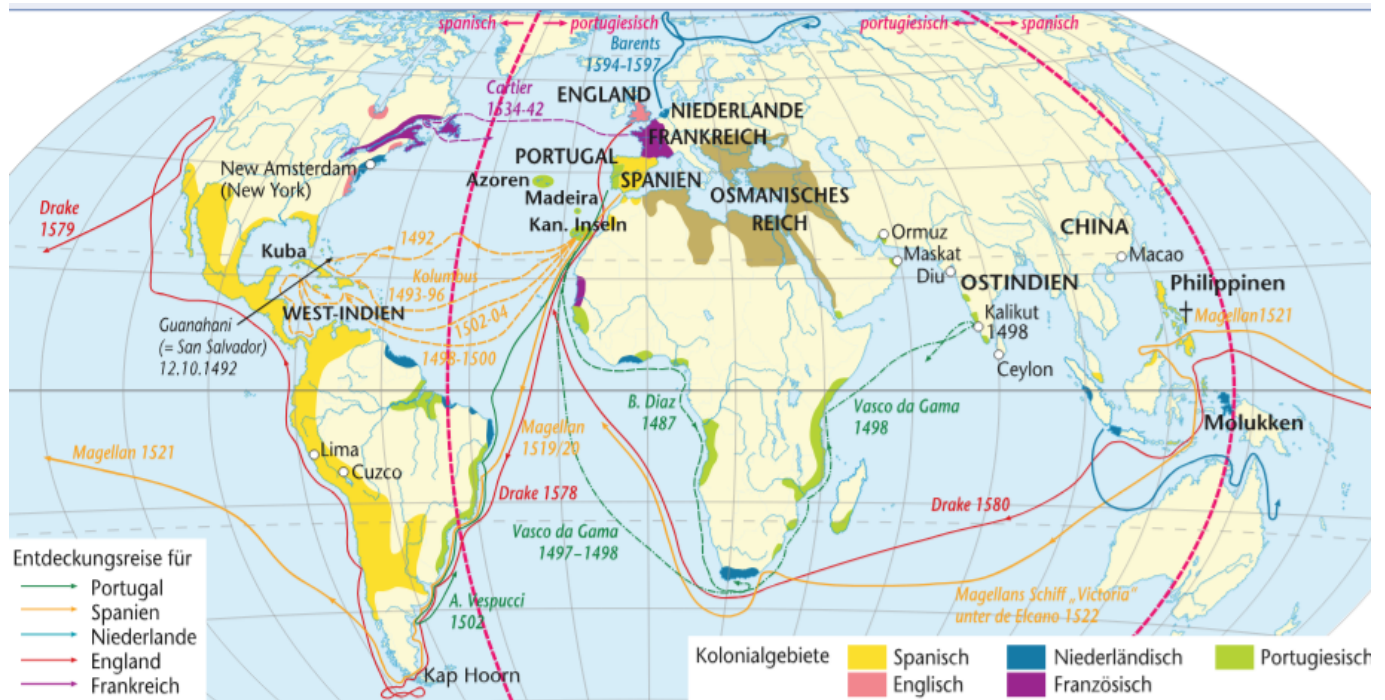 spanisch
portugiesisch
portugiesisch
spanisch
Barents
1594-1597
Cartier
1534-42
ENGLAND
NIEDERLANDE
FRANKREICH
New Amsterdam
(New York)
PORTUGAL
Azoren
SPANIEN
Madeira
OSMANISCHES
REICH
Kan. Inseln
Drake
1579
CHINA
Ormuz
Maskat
Diu
Macao
Kuba
1492
Kolumbus
1493-96
OSTINDIEN
Philippinen
WEST-INDIEN
1502-04
Kalikut
1498
Magellan1521
Guanahani
(= San Salvador)
12.10.1492
1498-1500
Ceylon
B. Diaz
1487
Vasco da Gama
1498
Molukken
Magellan
1519/20
Lima
Magellan 1521
Cuzco
Drake 1578
Drake 1580
Vasco da Gama
1497–1498
A. Vespucci
1502
Magellans Schiff „Victoria“
unter de Elcano 1522
Kap Hoorn
Entdeckungsreise für
Portugal
Spanien
Niederlande
England
Frankreich
Kolonialgebiete
Spanisch
Niederländisch
Portugiesisch
Englisch
Französisch